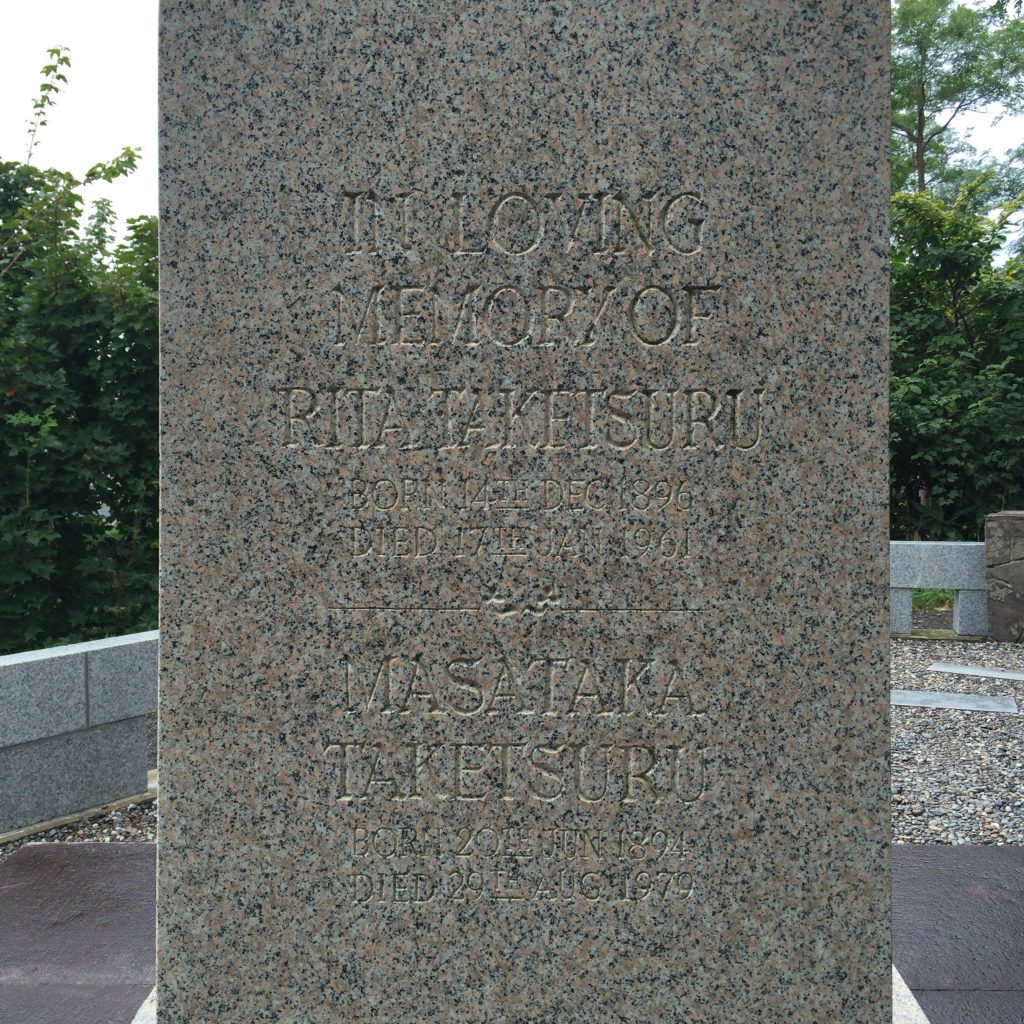 IN LOVING
MEMORY OF
RITA TAKETSURU
BORN 14TH DEC 1896
DIED 17TH JAN 1961
MASATAKA
TAKETSURU
BORN 20TH JUN 1894
DIED 29TH AUG 1979